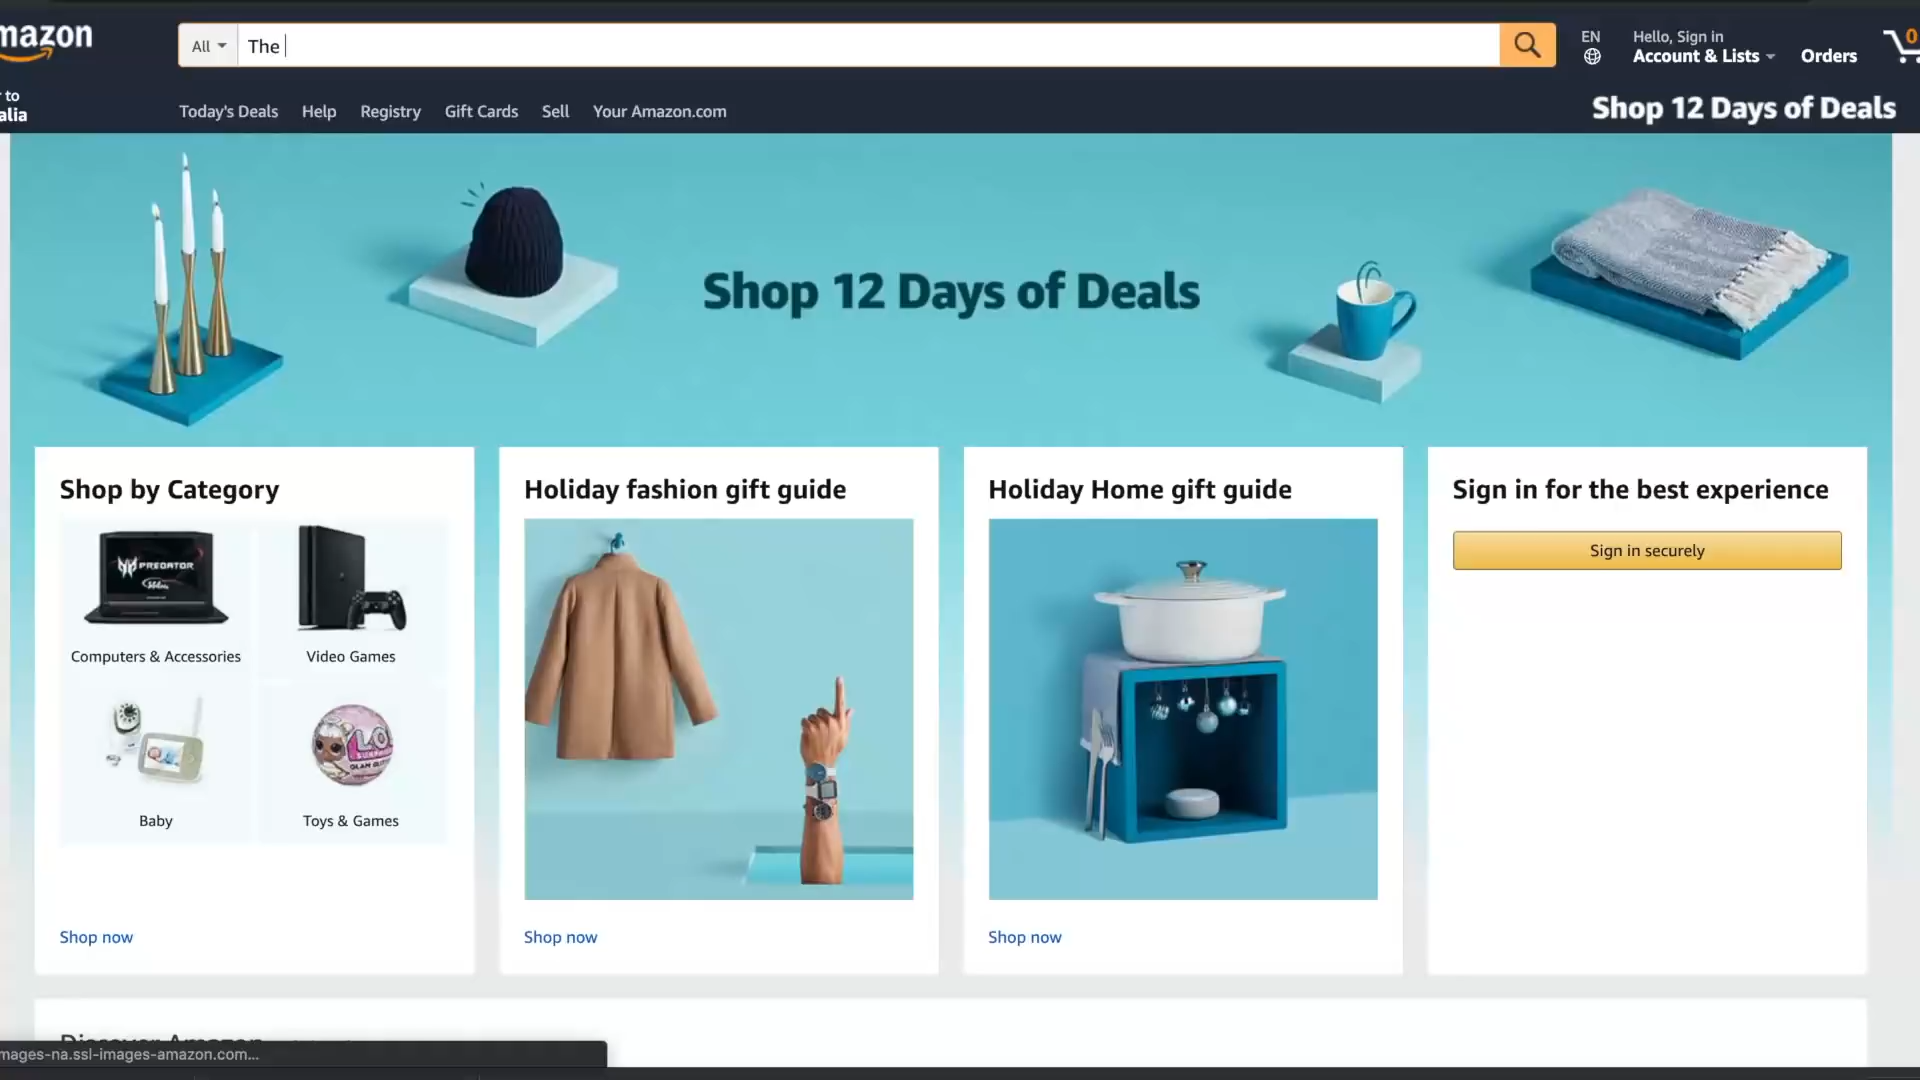 mazon
All
The
EN
Hello, Sign in
Account & Lists
Orders
0
to
alia
Today's Deals
Help
Registry
Gift Cards
Sell
Your Amazon.com
Shop 12 Days of Deals
Shop 12 Days of Deals
Shop by Category
PREDATOR
Computers & Accessories
Video Games
Baby
Toys & Games
Shop now
Holiday fashion gift guide
Shop now
Holiday Home gift guide
Shop now
Sign in for the best experience
Sign in securely
Discover Amazon
mages-na.ssl-images-amazon.com...